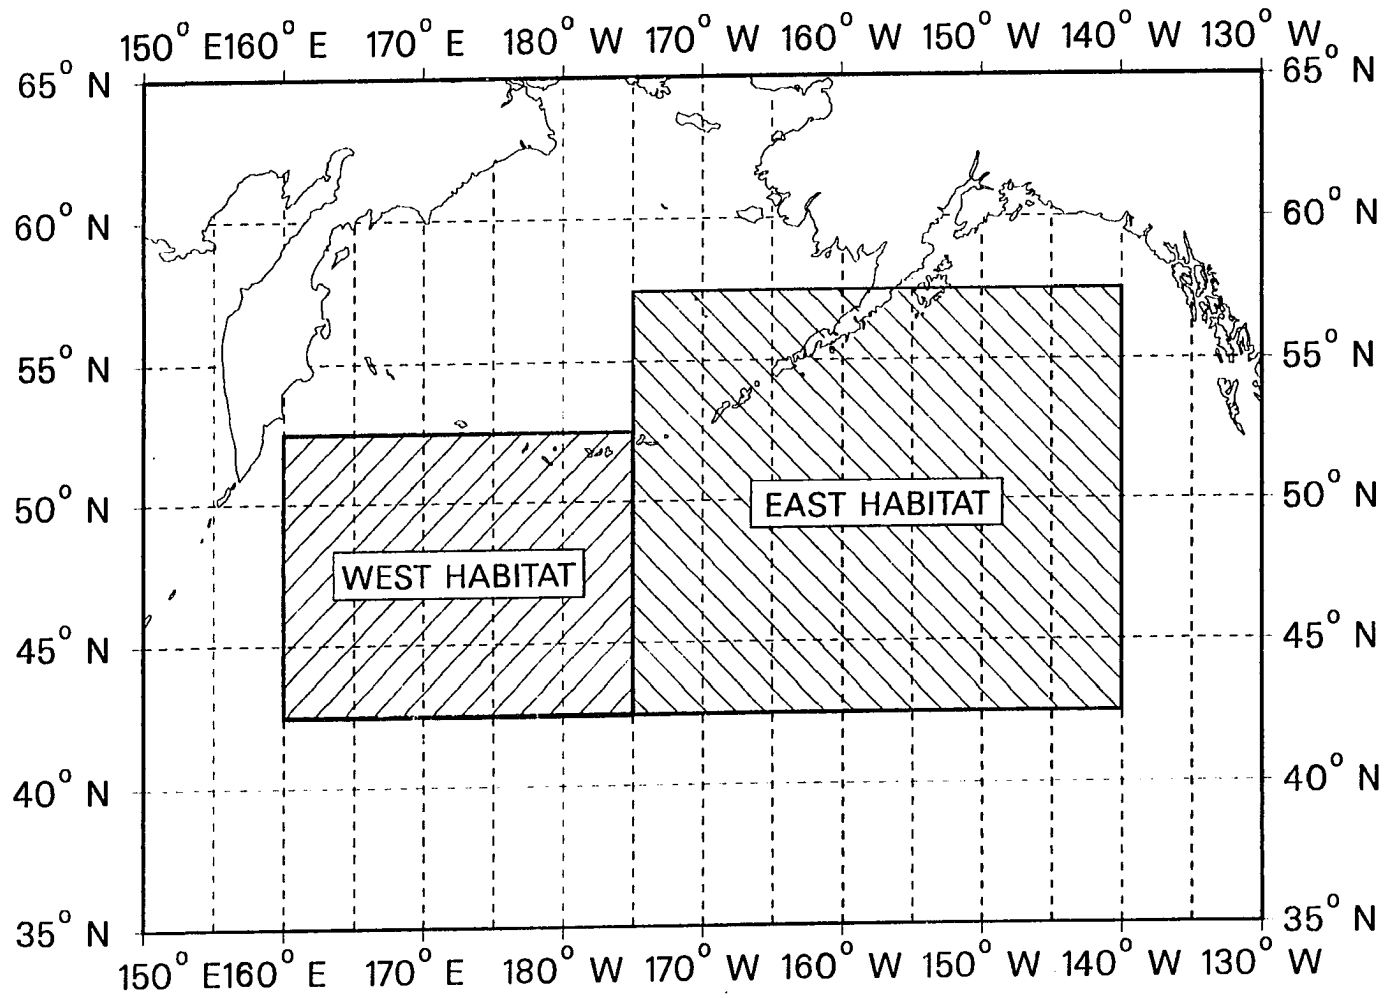 150° E160° E 170° E 180° W 170° W 160° W 150° W 140° W 130° W
65° N 65° N
60° N 60° N
55° N 55° N
50° N EAST HABITAT 50° N
WEST HABITAT
45° N 45° N
40° N 40° N
35° N 35° N
150° E160° E 170° E 180° W 170° W 160° W 150° W 140° W 130° W